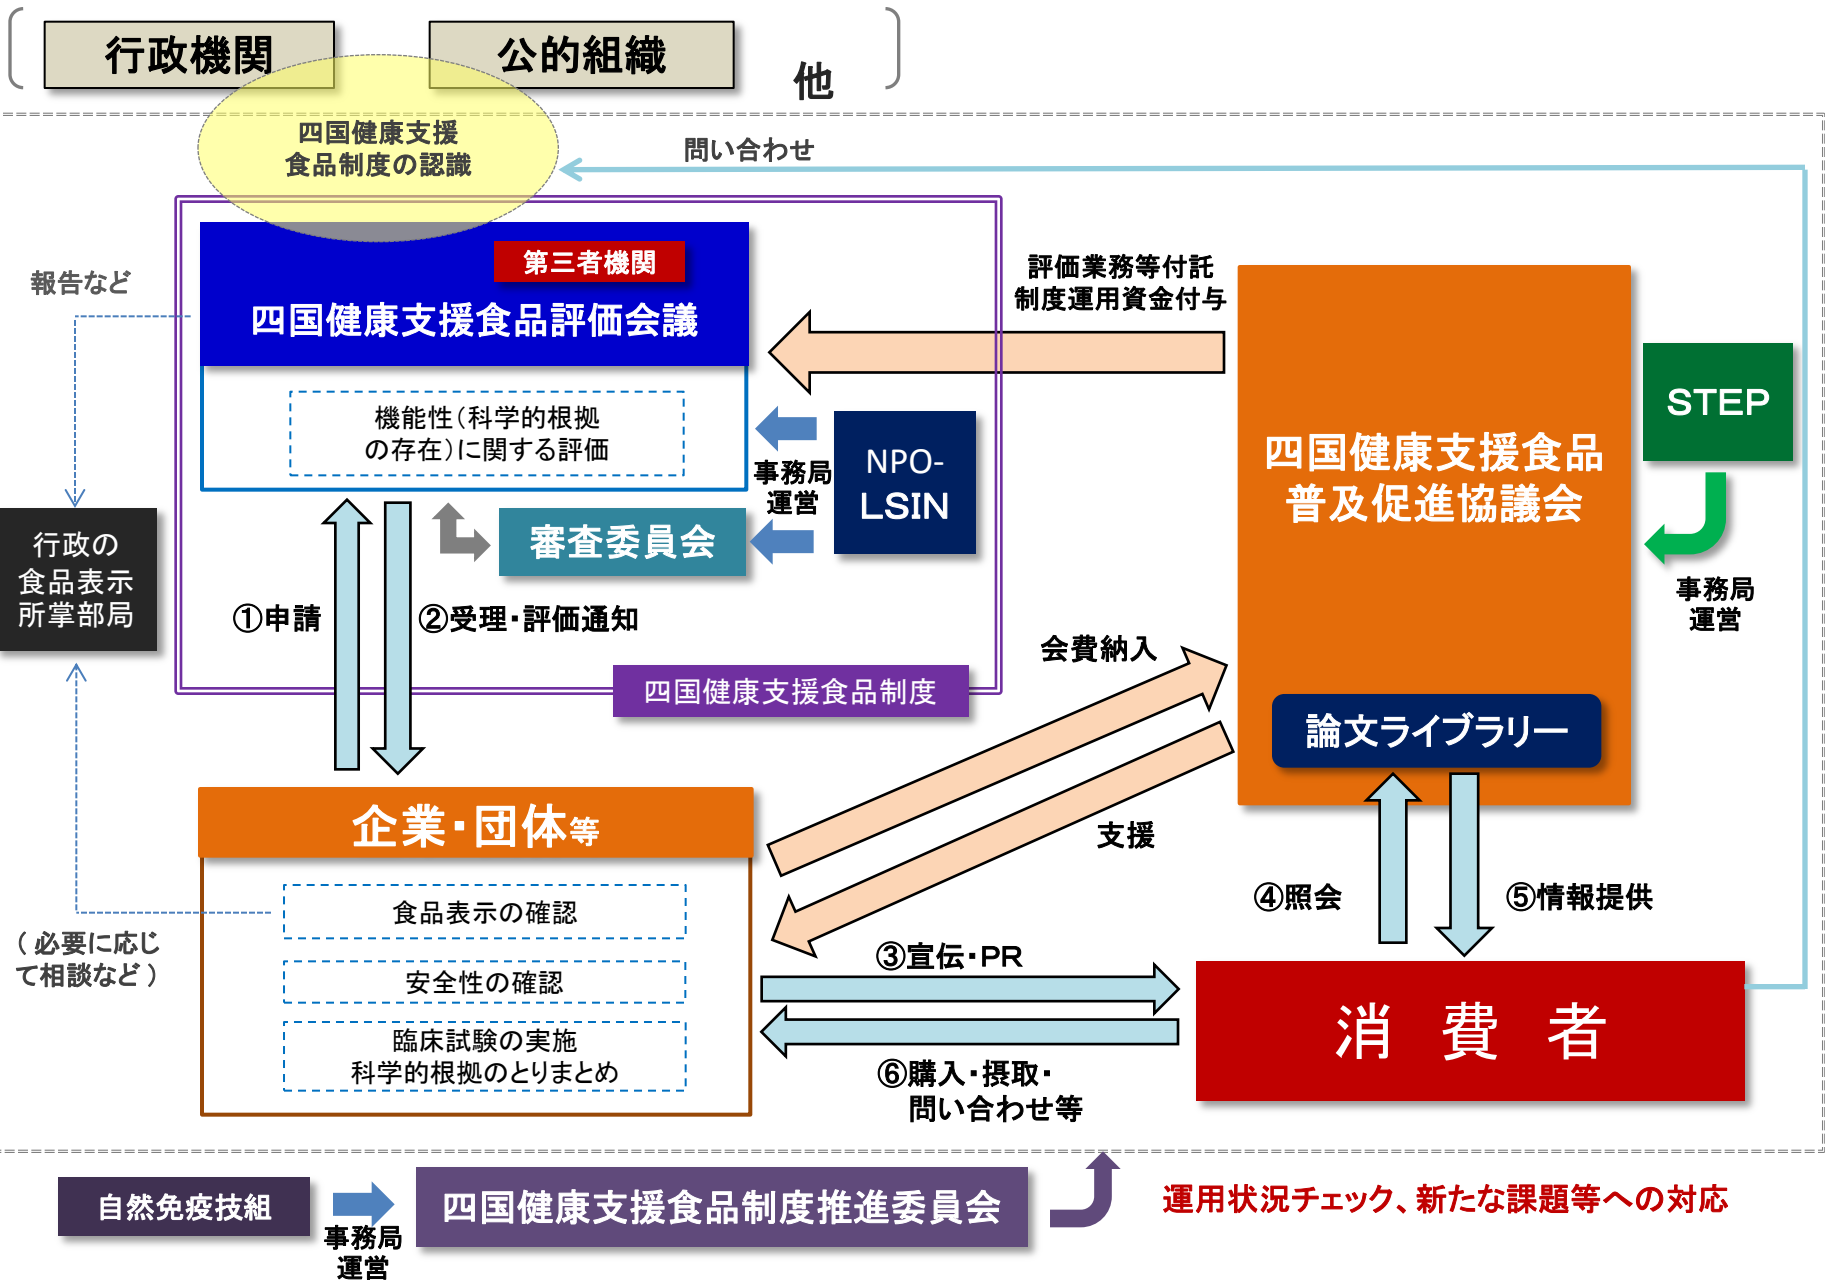 行政機関
公的組織
他
四国健康支援
食品制度の認識
問い合わせ
報告など
第三者機関
四国健康支援食品評価会議
評価業務等付託
制度運用資金付与
機能性（科学的根拠
の存在）に関する評価
事務局
運営
NPO-
LSIN
審査委員会
四国健康支援食品
普及促進協議会
STEP
事務局
運営
行政の
食品表示
所掌部局
①申請
②受理・評価通知
四国健康支援食品制度
会費納入
論文ライブラリー
支援
企業・団体等
食品表示の確認
安全性の確認
臨床試験の実施
科学的根拠のとりまとめ
（必要に応じ
て相談など）
③宣伝・PR
④照会
⑤情報提供
消費者
⑥購入・摂取・
問い合わせ等
自然免疫技組
事務局
運営
四国健康支援食品制度推進委員会
運用状況チェック、新たな課題等への対応